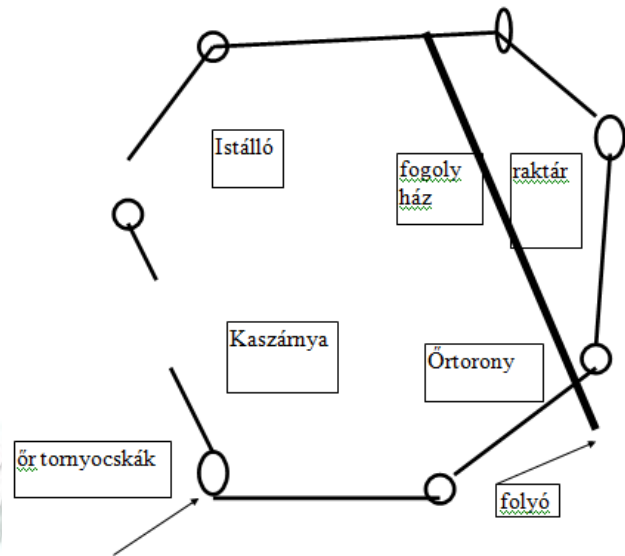 Istálló
fogoly
ház
raktár
Kaszárnya
Őrtorony
őr tornyocskák
folyó